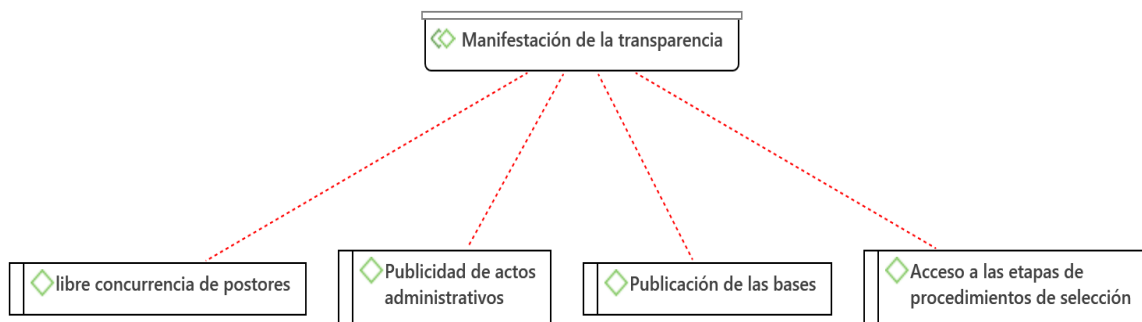 Manifestación de la transparencia
libre concurrencia de postores
Publicidad de actos
administrativos
Publicación de las bases
Acceso a las etapas de
procedimientos de selección